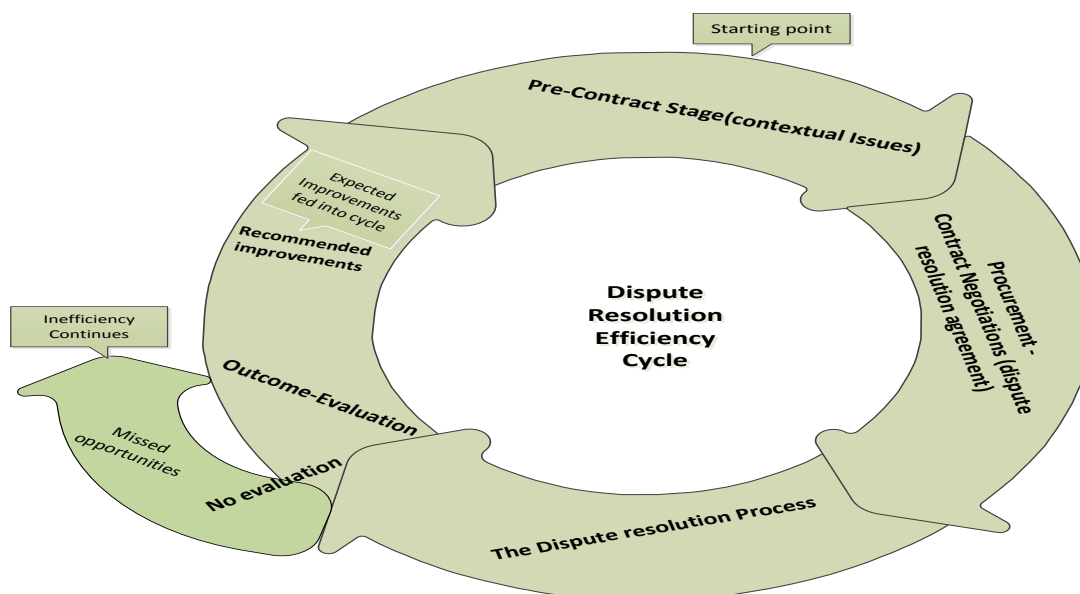 Starting point
Pre-Contract Stage(contextual Issues)
Procurement -
Contract Negotiations (dispute
resolution agreement)
The Dispute resolution Process
Outcome-Evaluation
No evaluation
Missed
opportunities
Inefficiency
Continues
Recommended
improvements
Expected
Improvements
fed into cycle
Dispute
Resolution
Efficiency
Cycle